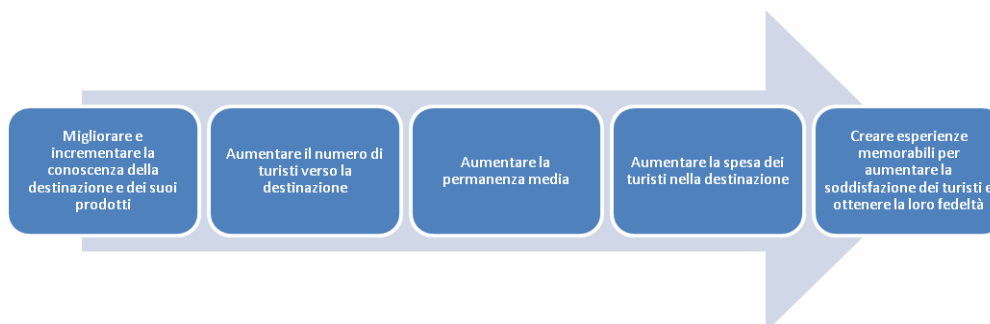 Migliorare e
incrementare la
conoscenza della
destinazione e dei suoi
prodotti
Aumentare il numero di
turisti verso la
destinazione
Aumentare la
permanenza media
Aumentare la spesa dei
turisti nella destinazione
Creare esperienze
memorabili per
aumentare la
soddisfazione dei turisti e
ottenere la loro fedeltà